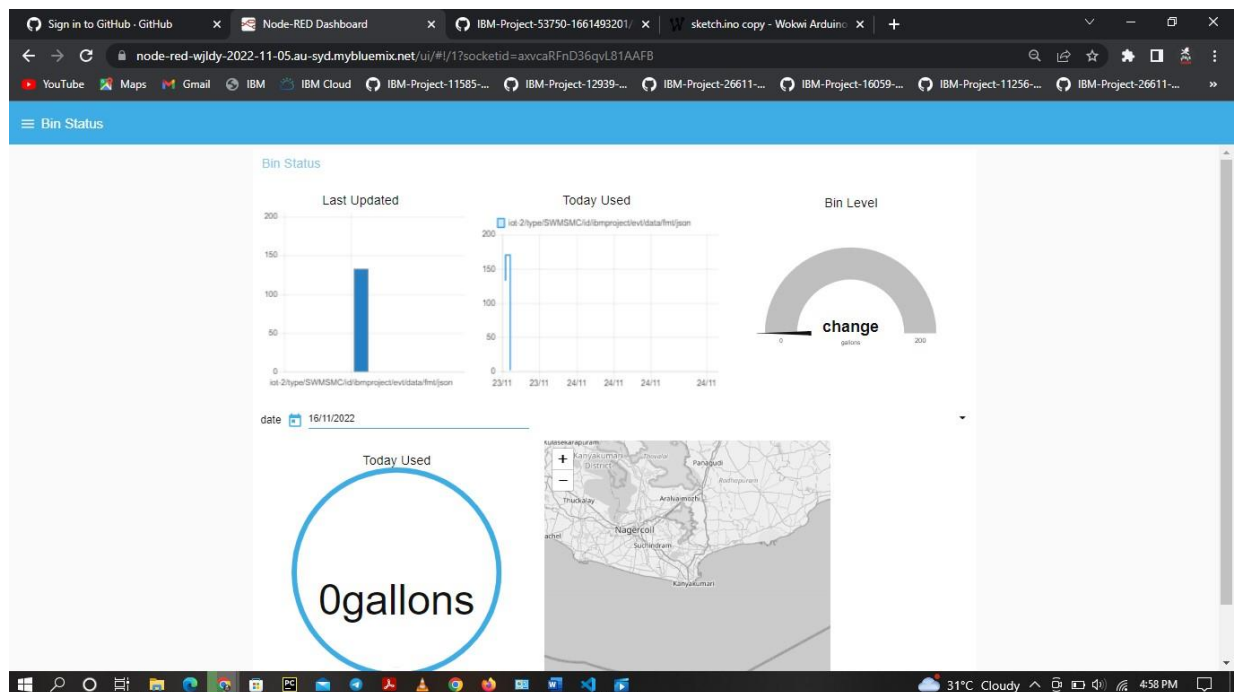 Sign in to GitHub · GitHub
Node-RED Dashboard
IBM-Project-53750-1661493201/
sketch.ino copy - Wokwi Arduino
node-red-wjldy-2022-11-05.au-syd.mybluemix.net/ui/#!/1?socketid=axvcaRFnD36qvL81AAFB
YouTube Maps Gmail IBM IBM Cloud IBM-Project-11585-... IBM-Project-12939-... IBM-Project-26611-... IBM-Project-16059-... IBM-Project-11256-... IBM-Project-26611-... »
Bin Status
Bin Status
Last Updated
200
150
100
50
0
iot-2/type/SWMSMC/id/ibmproject/evt/data/fmt/json
Today Used
iot-2/type/SWMSMC/id/ibmproject/evt/data/fmt/json
200
150
100
50
0
23/11 23/11 24/11 24/11 24/11 24/11
Bin Level
change
0 gallons 200
date 16/11/2022
Today Used
0gallons
+
−
Kulasekarapuram
Kanyakumari
District
Thovalai
Panagudi
Radhapuram
Thuckalay
Aralvaimozhi
Nagercoil
Suchindram
Kanyakumari
31°C Cloudy
4:58 PM